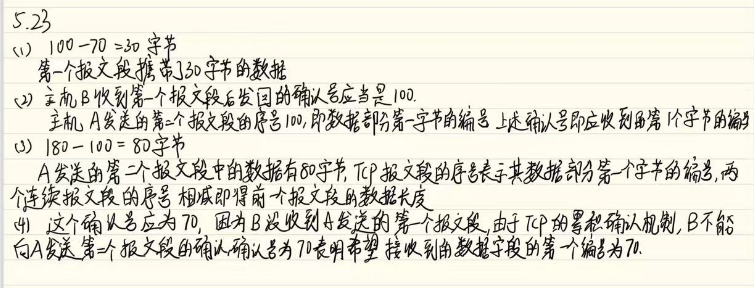 5.23
(1) 100-70=30字节
第一个报文段携带了30字节的数据
(2) 主机B收到第一个报文段后发回的确认号应当是100.
主机A发送的第二个报文段的序号100,即数据部分第一字节的编号 上述确认号即应收到的第1个字节的编号
(3) 180-100=80字节
A发送的第二个报文段中的数据有80字节,TCP报文段的序号表示其数据部分第一个字节的编号,两
个连续报文段的序号相减即得前一个报文段的数据长度
(4) 这个确认号应为70,因为B没收到A发送的第一个报文段,由于TCP的累积确认机制,B不能
向A发送第二个报文段的确认,确认号为70表明希望接收到的数据字段的第一个编号为70.